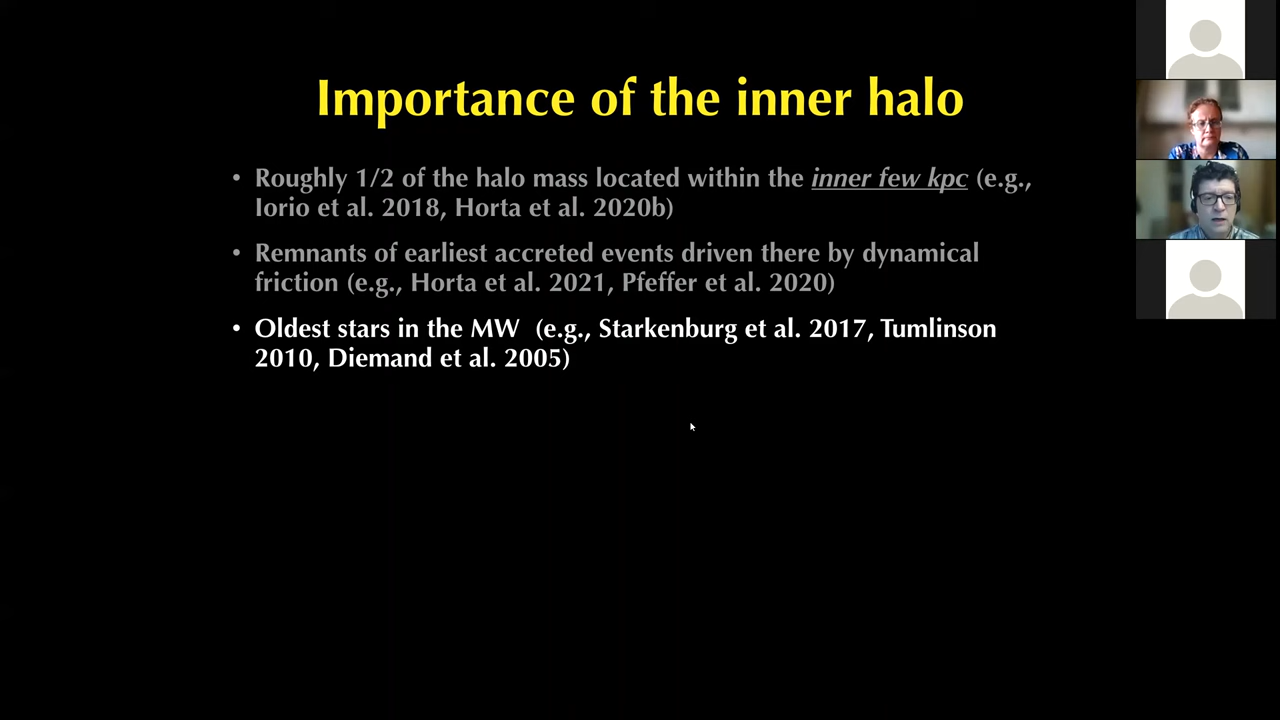 Importance of the inner halo
• Roughly 1/2 of the halo mass located within the inner few kpc (e.g.,
Iorio et al. 2018, Horta et al. 2020b)
• Remnants of earliest accreted events driven there by dynamical
friction (e.g., Horta et al. 2021, Pfeffer et al. 2020)
• Oldest stars in the MW (e.g., Starkenburg et al. 2017, Tumlinson
2010, Diemand et al. 2005)